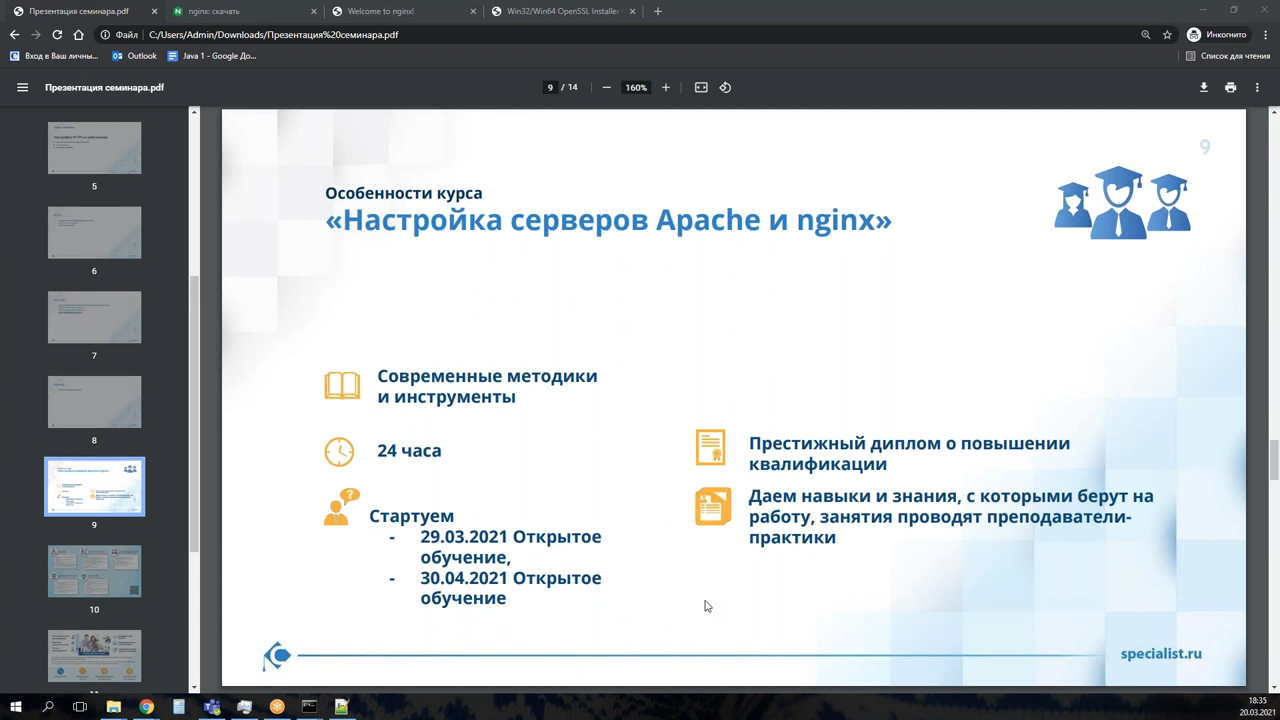 Презентация семинара.pdf
nginx: скачать
Welcome to nginx!
Win32/Win64 OpenSSL Installer
Файл
C:/Users/Admin/Downloads/Презентация%20семинара.pdf
Инкогнито
Вход в Ваш личны...
Outlook
Java 1 - Google До...
Список для чтения
Презентация семинара.pdf
9 / 14
160%
5
6
7
8
9
10
9
Особенности курса
«Настройка серверов Apache и nginx»
Современные методики
и инструменты
24 часа
Стартуем
- 29.03.2021 Открытое
обучение,
- 30.04.2021 Открытое
обучение
Престижный диплом о повышении
квалификации
Даем навыки и знания, с которыми берут на
работу, занятия проводят преподаватели-
практики
specialist.ru
18:35
20.03.2021